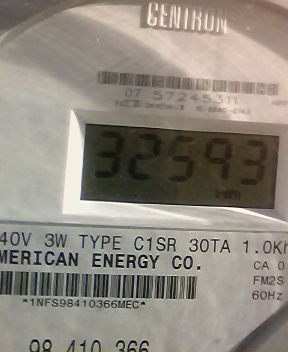 CENTRON
07 57245311
32593
kWh
40V 3W TYPE C1SR 30TA 1.0Kh
MERICAN ENERGY CO.
CA 0
FM2S
60Hz
*1NFS98410366MEC*
98 410 366